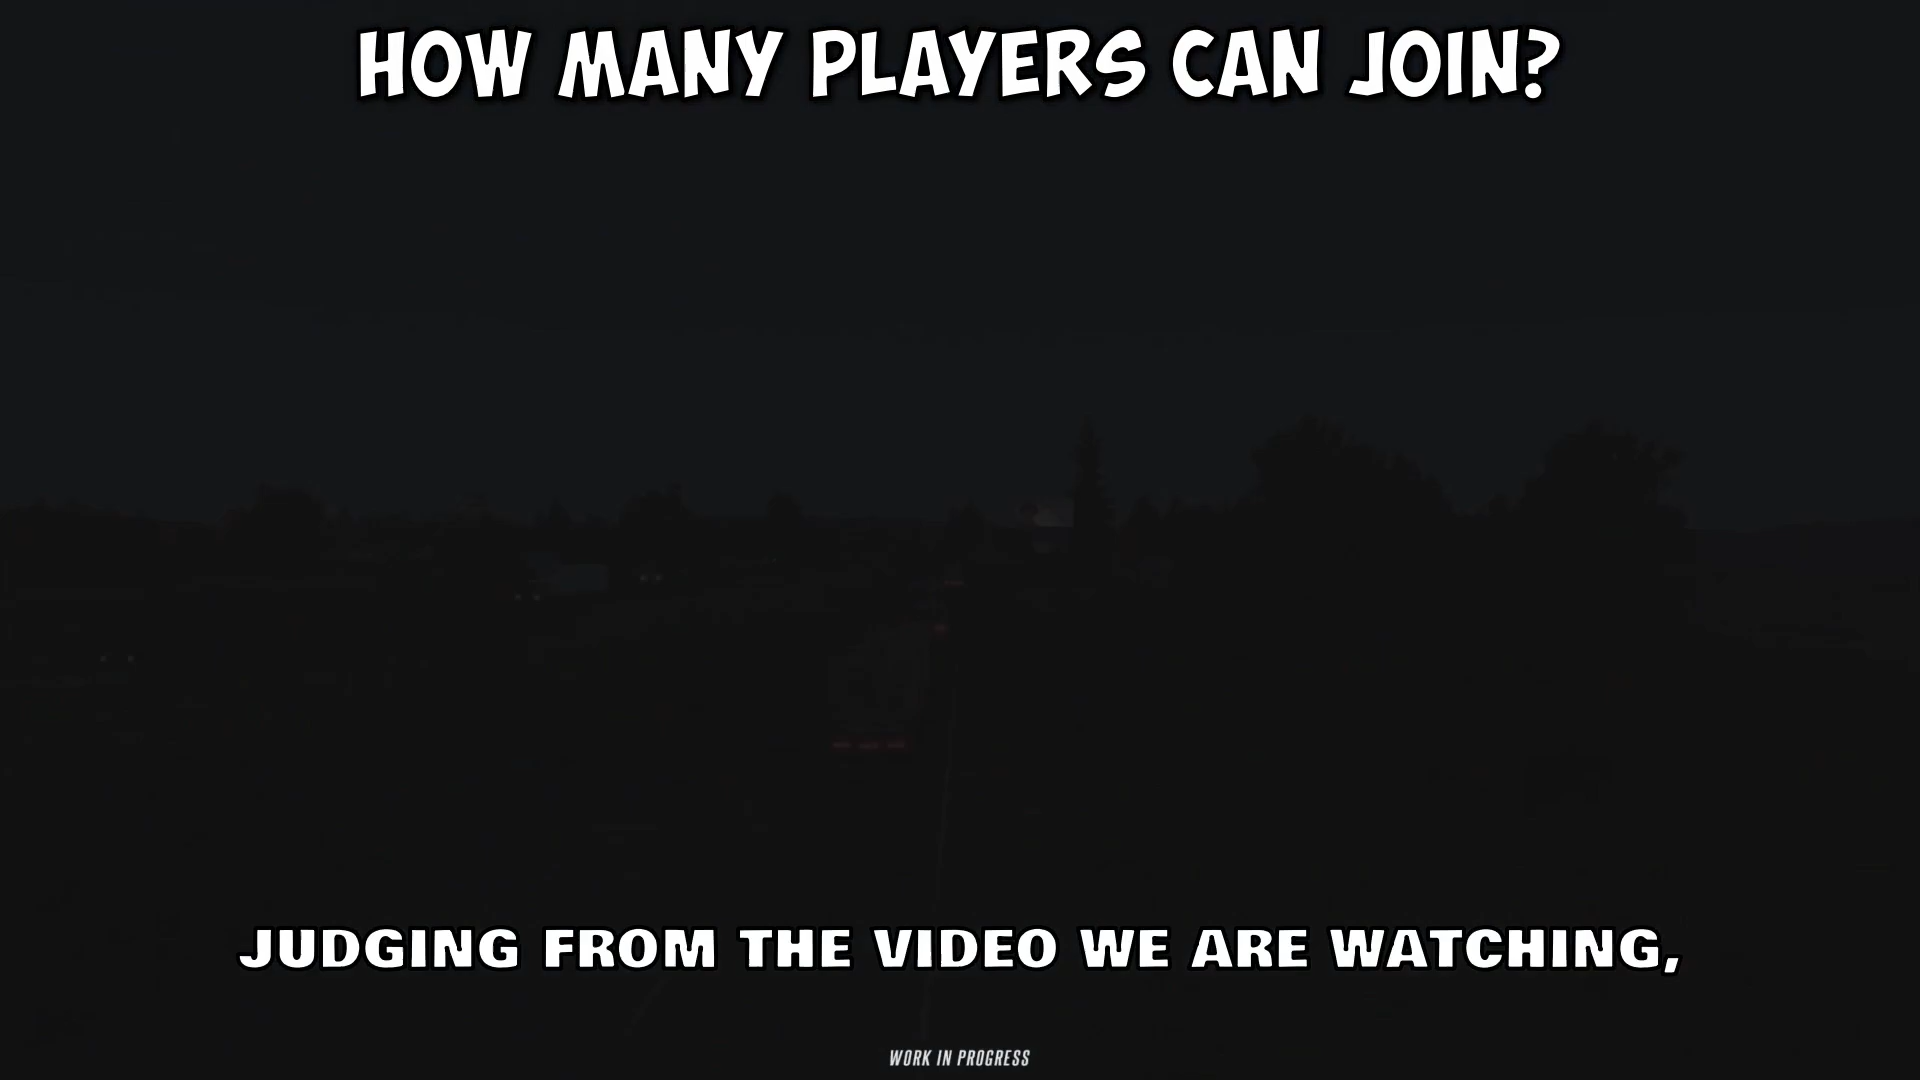 HOW MANY PLAYERS CAN JOIN?
JUDGING FROM THE VIDEO WE ARE WATCHING,
WORK IN PROGRESS